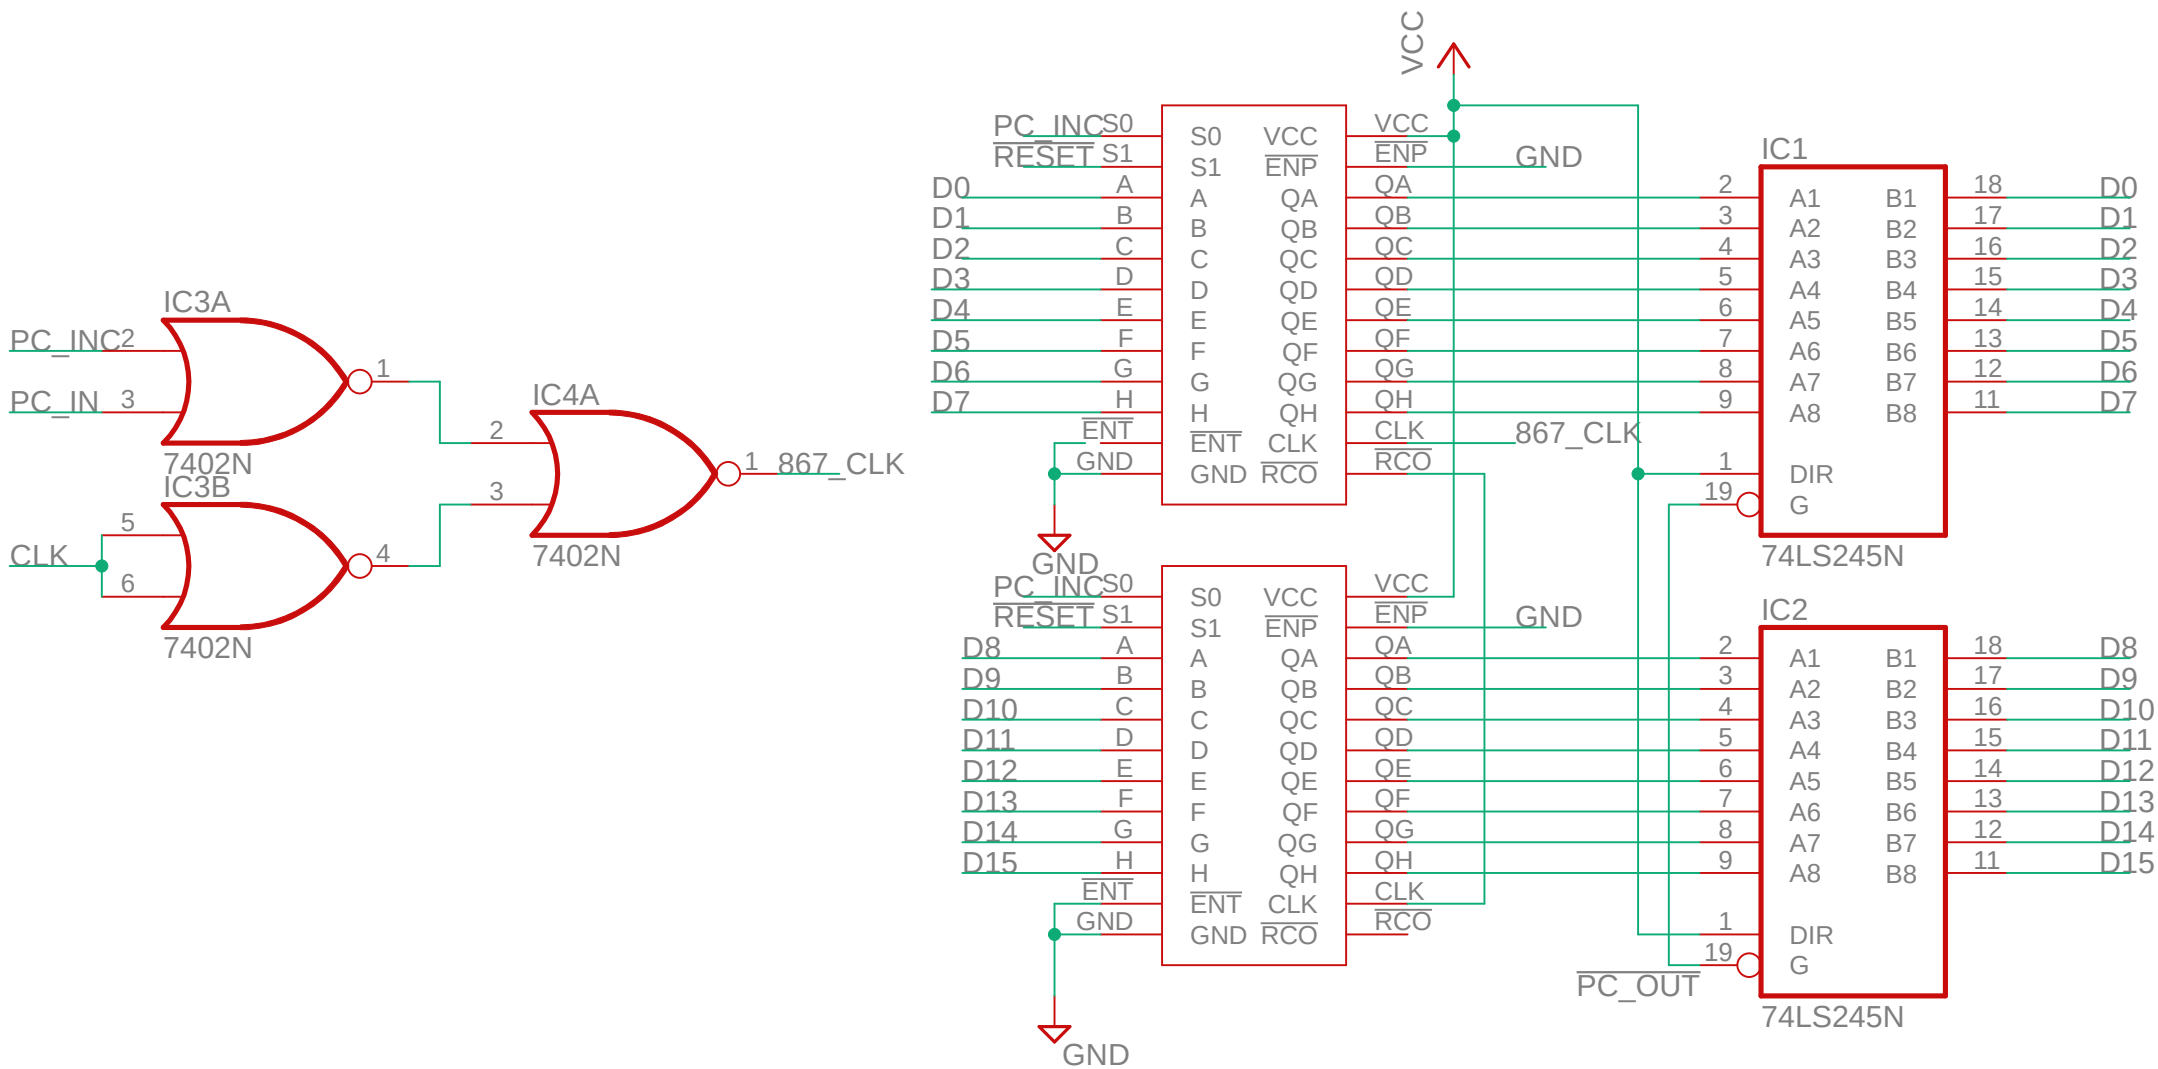 VCC
IC3A
PC_INC 2
PC_IN 3
1
7402N
IC3B
5
CLK
6
4
7402N
IC4A
2
3
1 867_CLK
7402N
PC_INC S0 S0 VCC VCC
RESET S1 S1 ENP ENP GND
D0 A A QA QA
D1 B B QB QB
D2 C C QC QC
D3 D D QD QD
D4 E E QE QE
D5 F F QF QF
D6 G G QG QG
D7 H H QH QH
ENT ENT CLK CLK 867_CLK
GND GND RCO RCO
GND
PC_INC S0 S0 VCC VCC
RESET S1 S1 ENP ENP GND
D8 A A QA QA
D9 B B QB QB
D10 C C QC QC
D11 D D QD QD
D12 E E QE QE
D13 F F QF QF
D14 G G QG QG
D15 H H QH QH
ENT ENT CLK CLK
GND GND RCO RCO
GND
IC1
2 A1 B1 18 D0
3 A2 B2 17 D1
4 A3 B3 16 D2
5 A4 B4 15 D3
6 A5 B5 14 D4
7 A6 B6 13 D5
8 A7 B7 12 D6
9 A8 B8 11 D7
1 DIR
19 G
74LS245N
IC2
2 A1 B1 18 D8
3 A2 B2 17 D9
4 A3 B3 16 D10
5 A4 B4 15 D11
6 A5 B5 14 D12
7 A6 B6 13 D13
8 A7 B7 12 D14
9 A8 B8 11 D15
1 DIR
19 G
PC_OUT
74LS245N